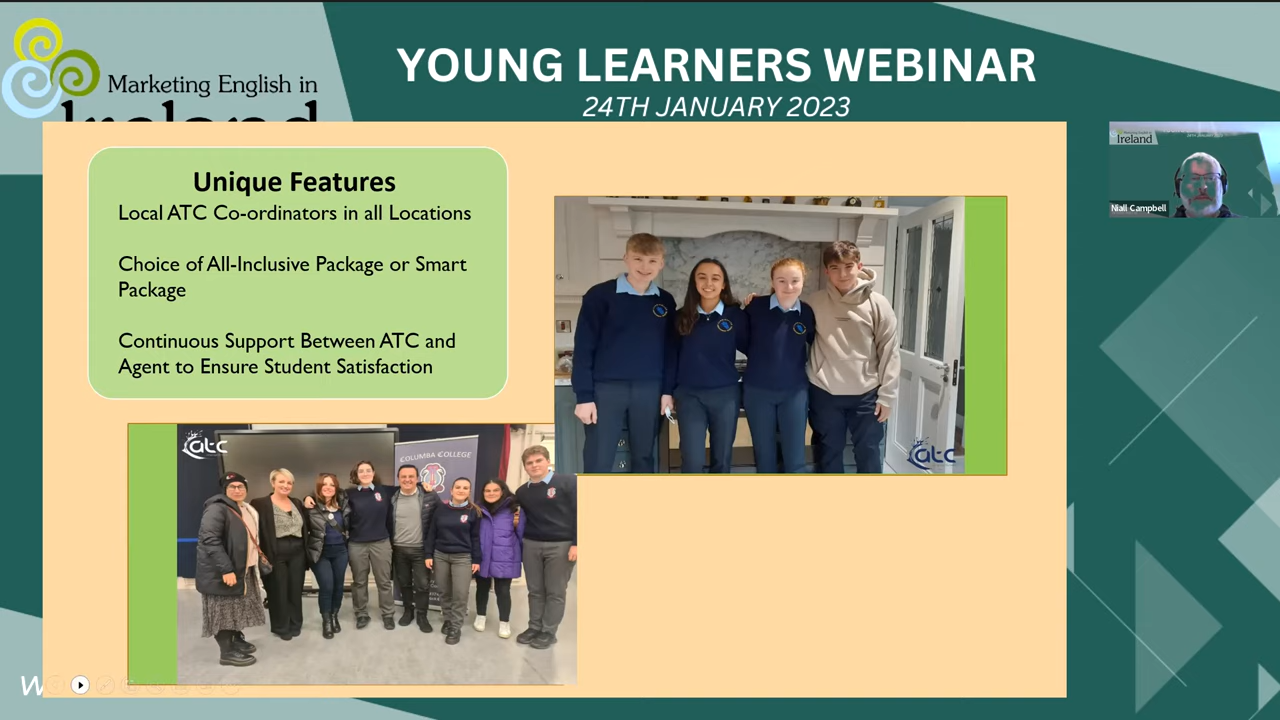 Marketing English in
Ireland
YOUNG LEARNERS WEBINAR
24TH JANUARY 2023
Unique Features
Local ATC Co-ordinators in all Locations
Choice of All-Inclusive Package or Smart
Package
Continuous Support Between ATC and
Agent to Ensure Student Satisfaction
Ireland
Niall Campbell
atc
atc
COLUMBA COLLEGE
W